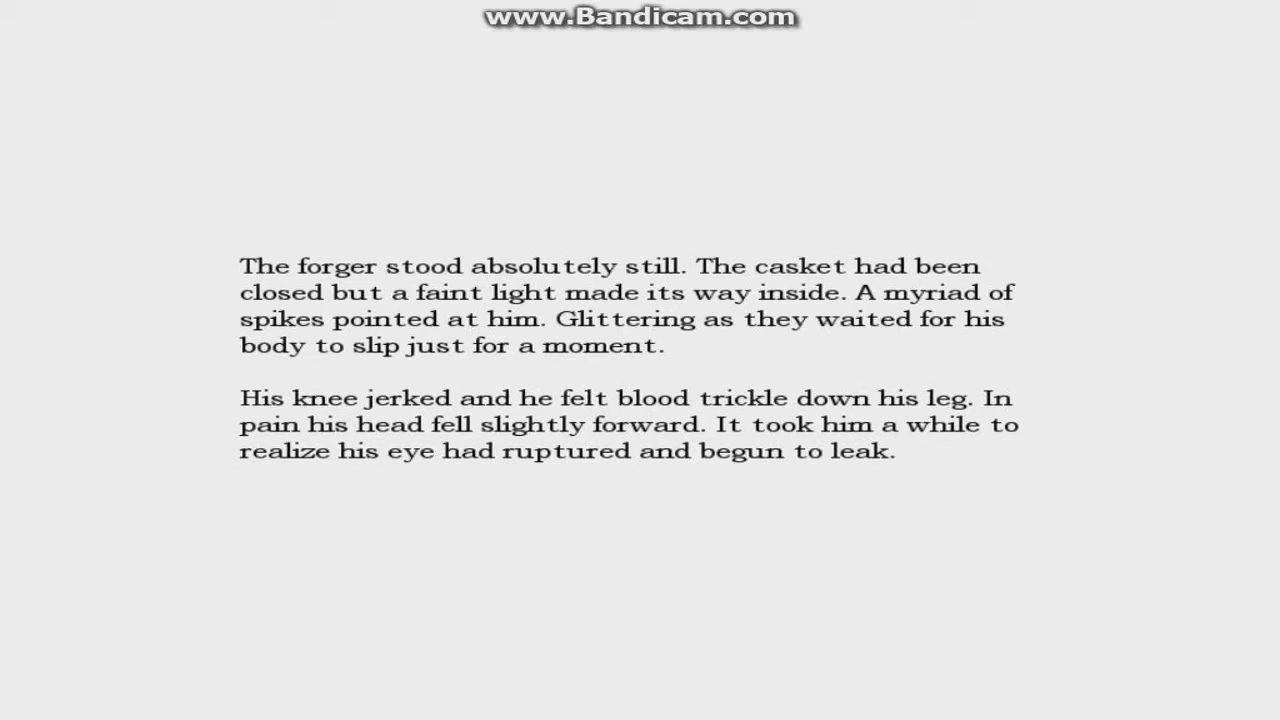 www.Bandicam.com
The forger stood absolutely still. The casket had been
closed but a faint light made its way inside. A myriad of
spikes pointed at him. Glittering as they waited for his
body to slip just for a moment.
His knee jerked and he felt blood trickle down his leg. In
pain his head fell slightly forward. It took him a while to
realize his eye had ruptured and begun to leak.